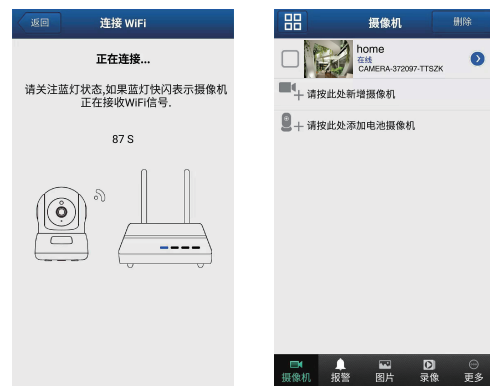 返回
连接 WiFi
正在连接...
请关注蓝灯状态,如果蓝灯快闪表示摄像机
正在接收WiFi信号.
87 S
摄像机
删除
home
在线
CAMERA-372097-TTSZK
请按此处新增摄像机
请按此处添加电池摄像机
摄像机
报警
图片
录像
更多